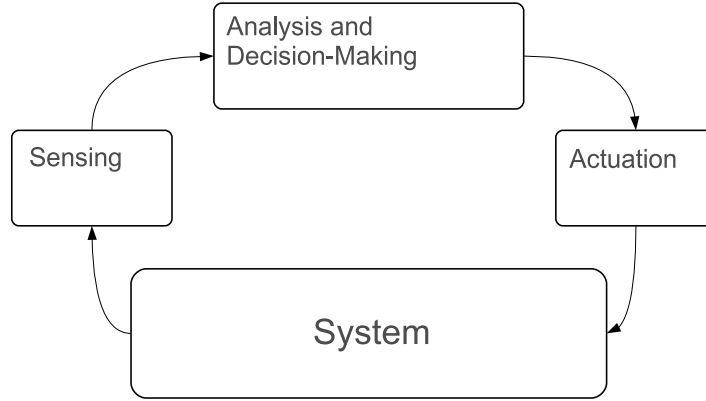 Analysis and
Decision-Making
Sensing
Actuation
System